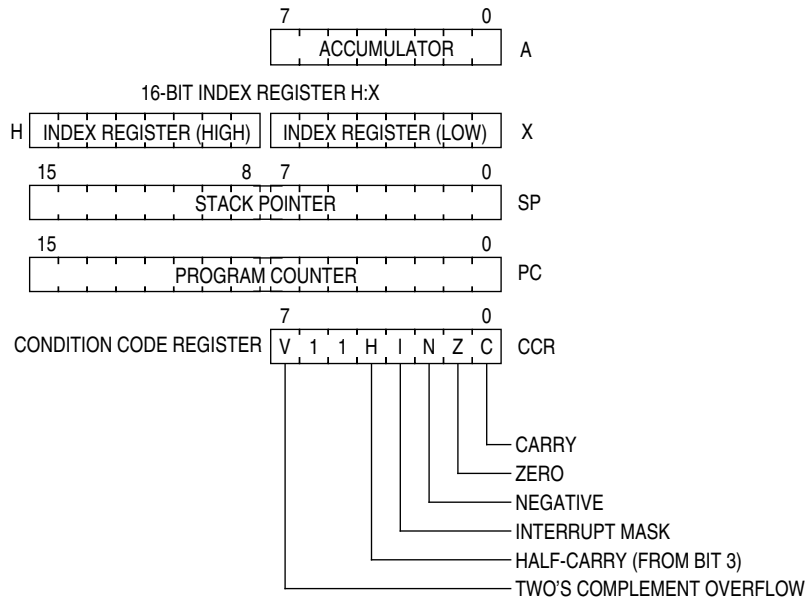 7 0
ACCUMULATOR A
16-BIT INDEX REGISTER H:X
H INDEX REGISTER (HIGH) INDEX REGISTER (LOW) X
15 8 7 0
STACK POINTER SP
15 0
PROGRAM COUNTER PC
7 0
CONDITION CODE REGISTER V 1 1 H I N Z C CCR
CARRY
ZERO
NEGATIVE
INTERRUPT MASK
HALF-CARRY (FROM BIT 3)
TWO'S COMPLEMENT OVERFLOW